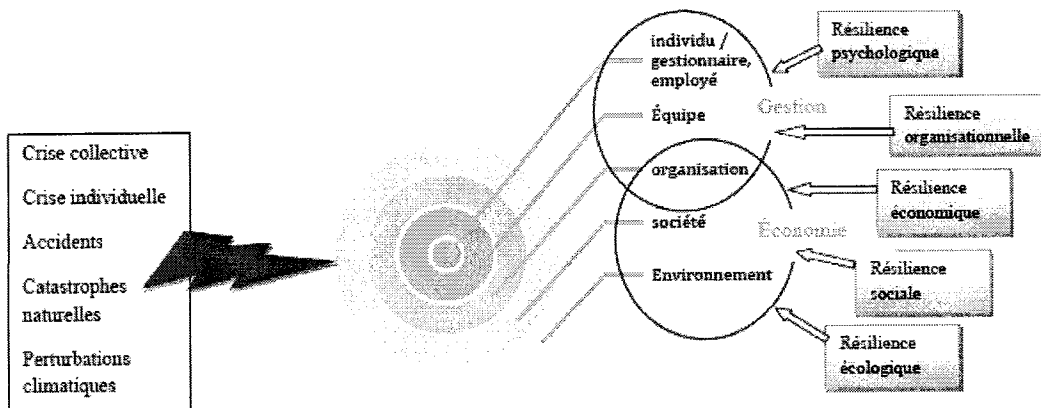 Crise collective
Crise individuelle
Accidents
Catastrophes
naturelles
Perturbations
climatiques
individu /
gestionnaire,
employé
Équipe
organisation
société
Environnement
Gestion
Économie
Résilience
psychologique
Résilience
organisationnelle
Résilience
économique
Résilience
sociale
Résilience
écologique